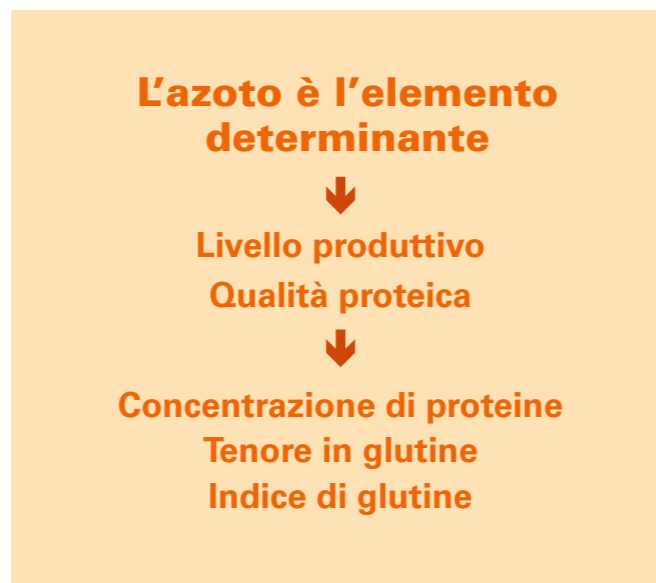 L’azoto è l’elemento
determinante
Livello produttivo
Qualità proteica
Concentrazione di proteine
Tenore in glutine
Indice di glutine